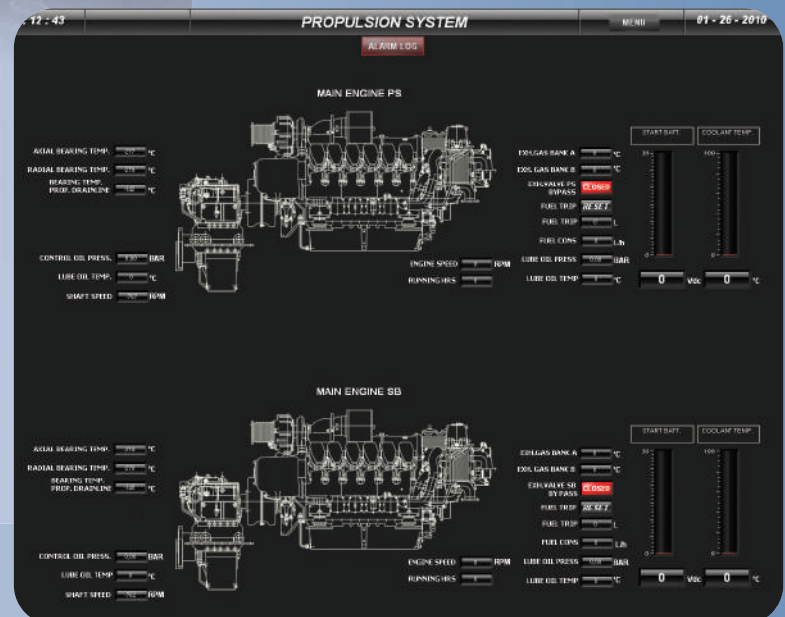 12 : 43
PROPULSION SYSTEM
MENU
01 - 26 - 2010
ALARM LOG
MAIN ENGINE PS
AXIAL BEARING TEMP. °C
RADIAL BEARING TEMP. °C
BEARING TEMP.
PROP. DRAINLINE °C
CONTROL OIL PRESS. BAR
LUBE OIL TEMP. °C
SHAFT SPEED RPM
ENGINE SPEED RPM
RUNNING HRS
EXH.GAS BANK A °C
EXH. GAS BANK B °C
EXH.VALVE PS
BYPASS CLOSED
FUEL TRIP RESET
FUEL TRIP L
FUEL CONS L/h
LUBE OIL PRESS BAR
LUBE OIL TEMP °C
START BATT. COOLANT TEMP.
100
0 0
0 Vdc 0 °C
MAIN ENGINE SB
AXIAL BEARING TEMP. °C
RADIAL BEARING TEMP. °C
BEARING TEMP.
PROP. DRAINLINE °C
CONTROL OIL PRESS. BAR
LUBE OIL TEMP °C
SHAFT SPEED RPM
ENGINE SPEED RPM
RUNNING HRS
EXH.GAS BANK A °C
EXH. GAS BANK B °C
EXH.VALVE SB
BYPASS CLOSED
FUEL TRIP RESET
FUEL TRIP L
FUEL CONS L/h
LUBE OIL PRESS BAR
LUBE OIL TEMP °C
START BATT. COOLANT TEMP.
100
0 0
0 Vdc 0 °C